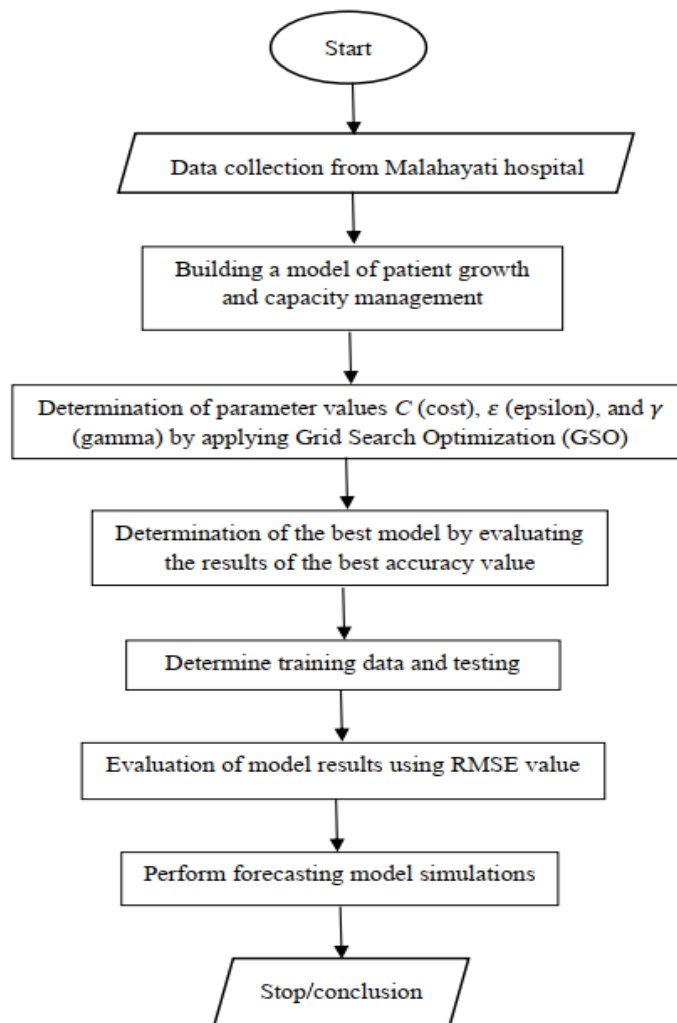 Start
Data collection from Malahayati hospital
Building a model of patient growth
and capacity management
Determination of parameter values C (cost), ε (epsilon), and γ
(gamma) by applying Grid Search Optimization (GSO)
Determination of the best model by evaluating
the results of the best accuracy value
Determine training data and testing
Evaluation of model results using RMSE value
Perform forecasting model simulations
Stop/conclusion